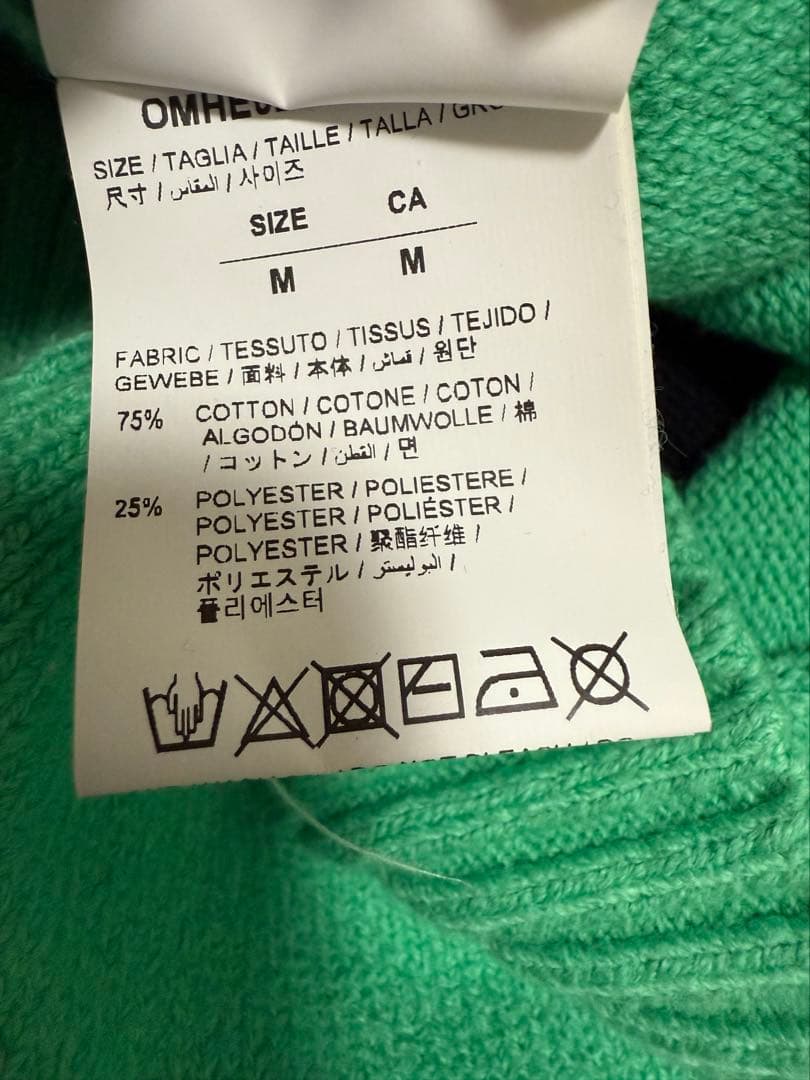 SIZE / TAGLIA / TAILLE / TALLA /
尺寸 / المقاس / 사이즈
SIZE CA
M M
FABRIC / TESSUTO / TISSUS / TEJIDO /
GEWEBE / 面料 / 本体 / قماش / 원단
75% COTTON / COTONE / COTON /
ALGODÓN / BAUMWOLLE / 棉
/ コットン / القطن / 면
25% POLYESTER / POLIESTERE /
POLYESTER / POLIÉSTER /
POLYESTER / 聚酯纤维 /
ポリエステル / البوليستر /
폴리에스터